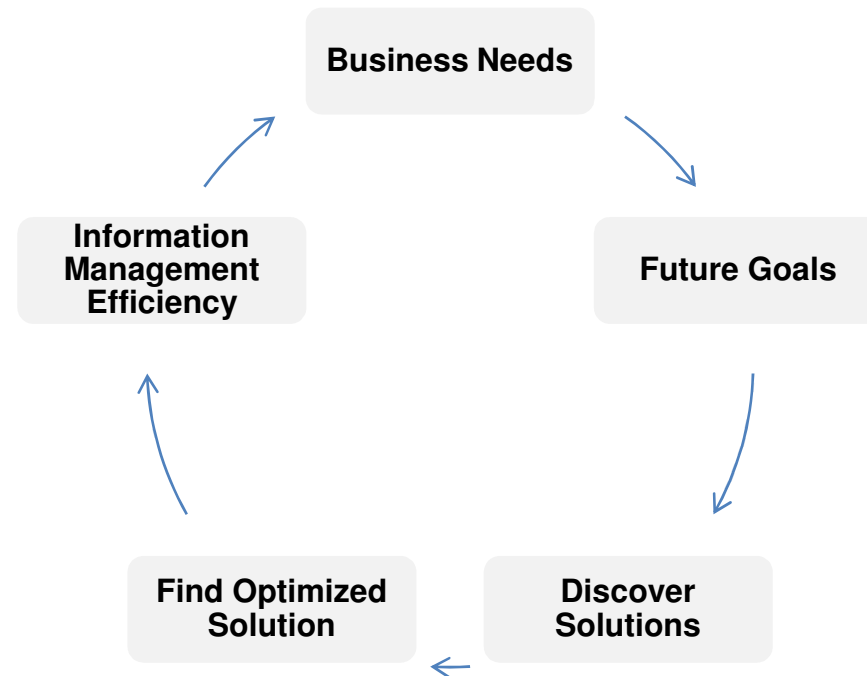 Business Needs
Information
Management
Efficiency
Future Goals
Find Optimized
Solution
Discover
Solutions